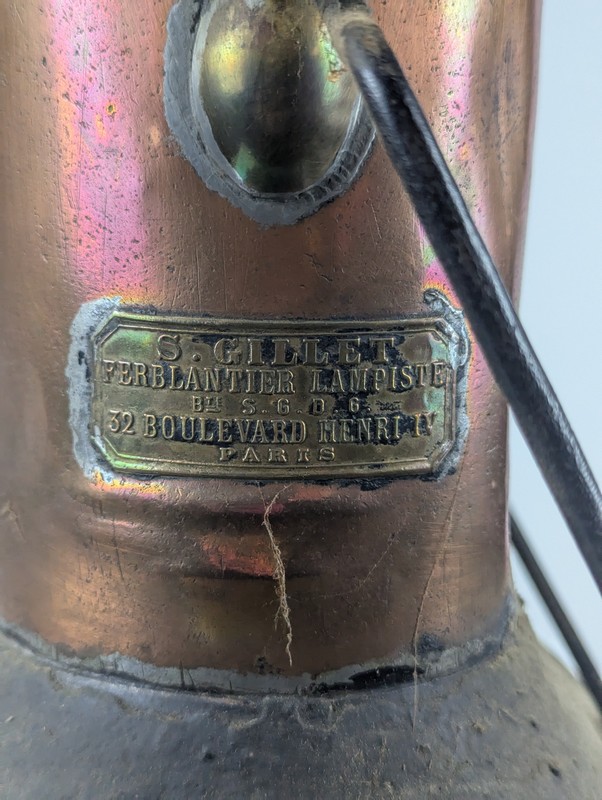 S. GILLET
FERBLANTIER LAMPISTE
BTÉ S. G. D. G.
32 BOULEVARD HENRI IV
PARIS